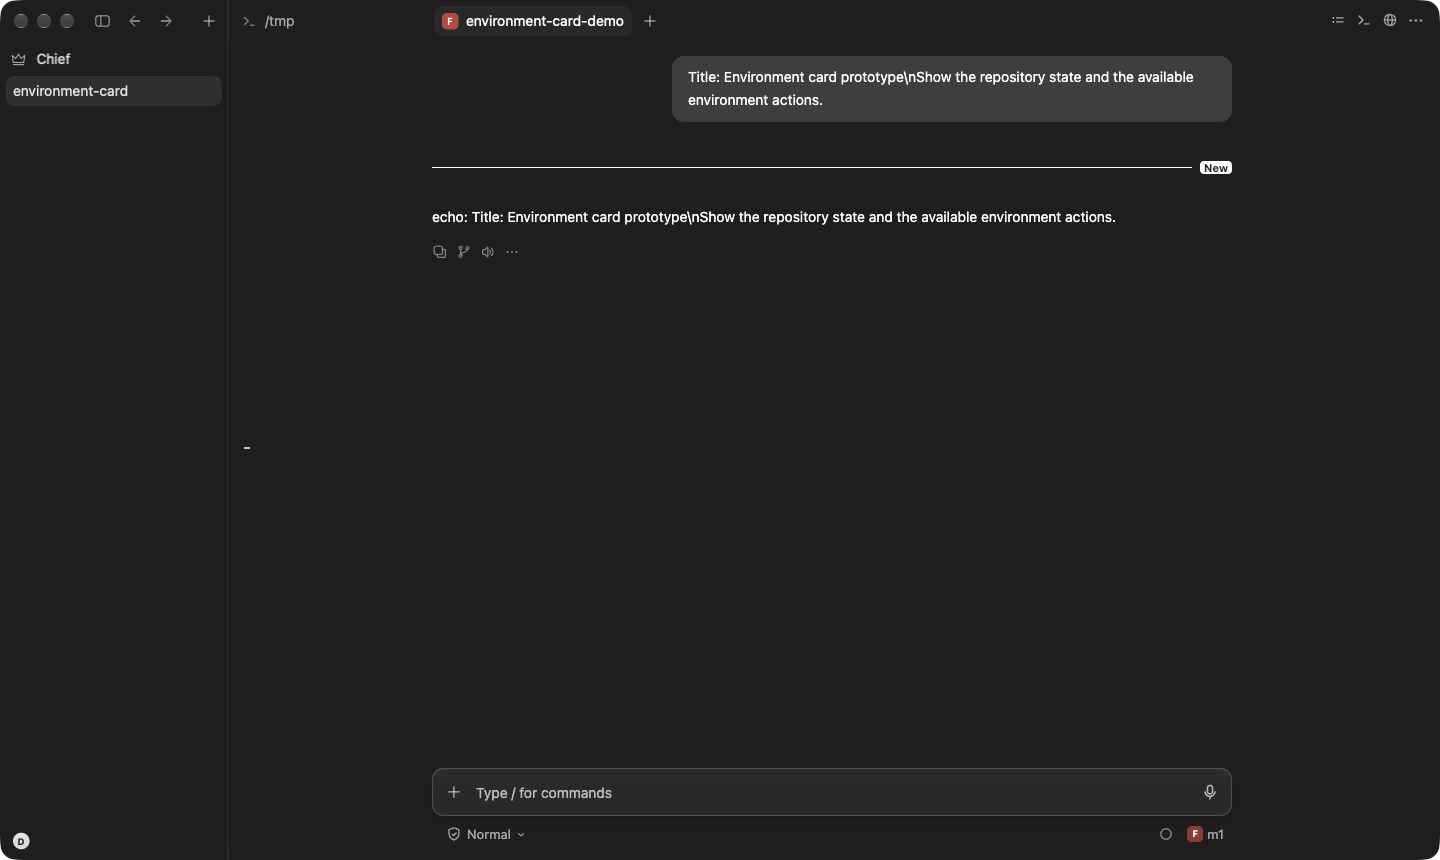 /tmp
F environment-card-demo
Chief
environment-card
Title: Environment card prototype\nShow the repository state and the available
environment actions.
New
echo: Title: Environment card prototype\nShow the repository state and the available environment actions.
Type / for commands
Normal
F m1
D